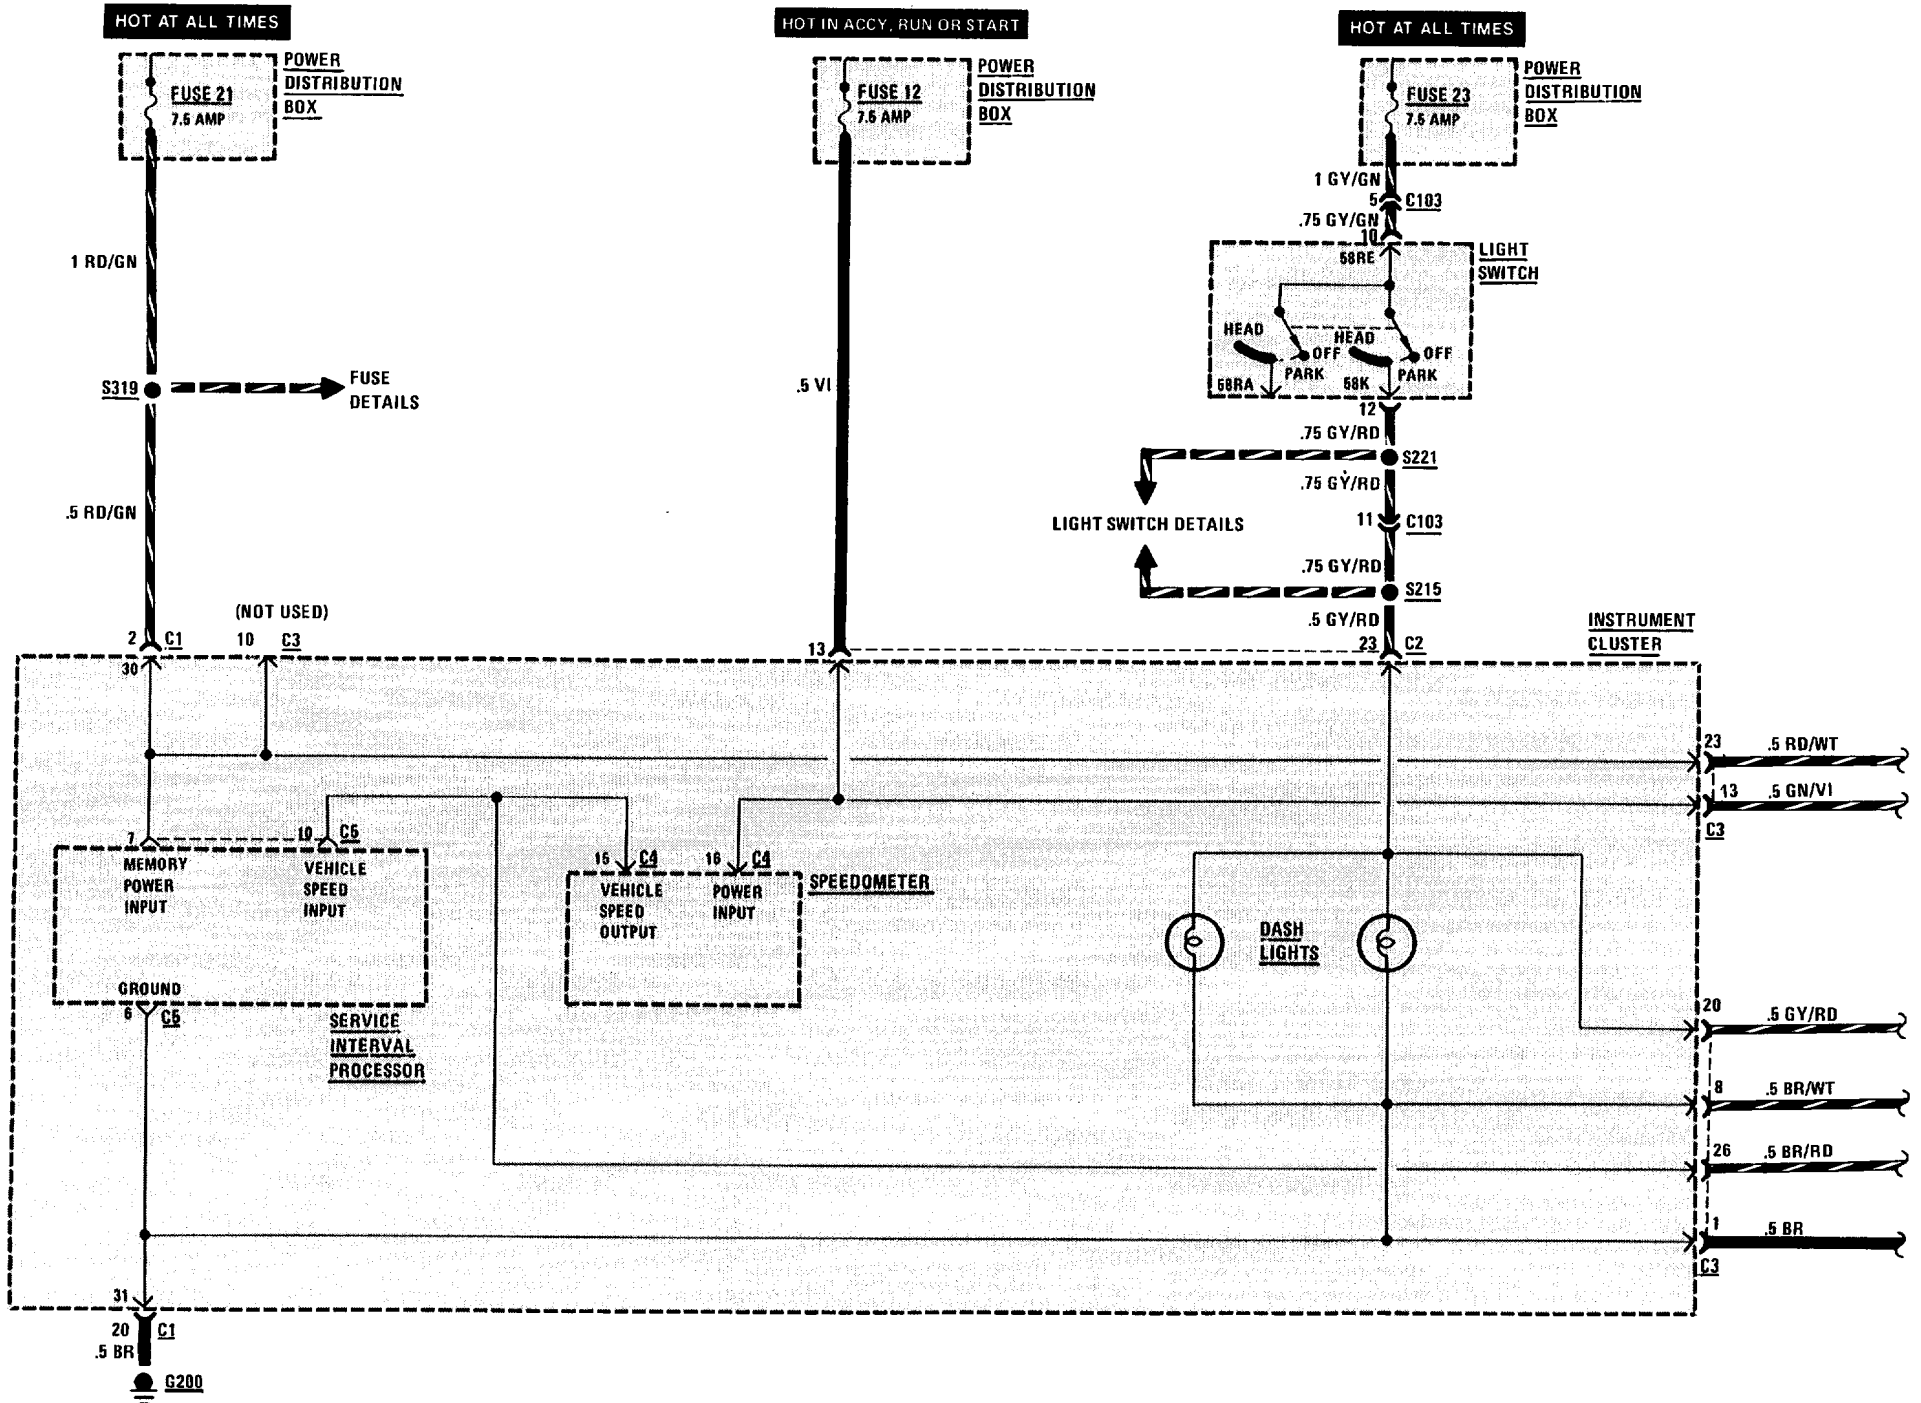 HOT AT ALL TIMES
HOT IN ACCY, RUN OR START
HOT AT ALL TIMES
FUSE 21
7.5 AMP
POWER
DISTRIBUTION
BOX
FUSE 12
7.5 AMP
POWER
DISTRIBUTION
BOX
FUSE 23
7.5 AMP
POWER
DISTRIBUTION
BOX
1 GY/GN
5 C103
.75 GY/GN
10
58RE
LIGHT
SWITCH
HEAD
OFF
PARK
58RA
HEAD
OFF
PARK
58K
12
.75 GY/RD
S221
.75 GY/RD
LIGHT SWITCH DETAILS
11 C103
.75 GY/RD
S215
.5 GY/RD
23 C2
1 RD/GN
S319
FUSE
DETAILS
.5 RD/GN
.5 VI
(NOT USED)
2 C1
10 C3
13
INSTRUMENT
CLUSTER
30
23 .5 RD/WT
13 .5 GN/VI
C3
7
10 C5
MEMORY
POWER
INPUT
VEHICLE
SPEED
INPUT
GROUND
6 C5
SERVICE
INTERVAL
PROCESSOR
15 C4
16 C4
VEHICLE
SPEED
OUTPUT
POWER
INPUT
SPEEDOMETER
DASH
LIGHTS
20 .5 GY/RD
8 .5 BR/WT
26 .5 BR/RD
1 .5 BR
C3
31
20 C1
.5 BR
G200